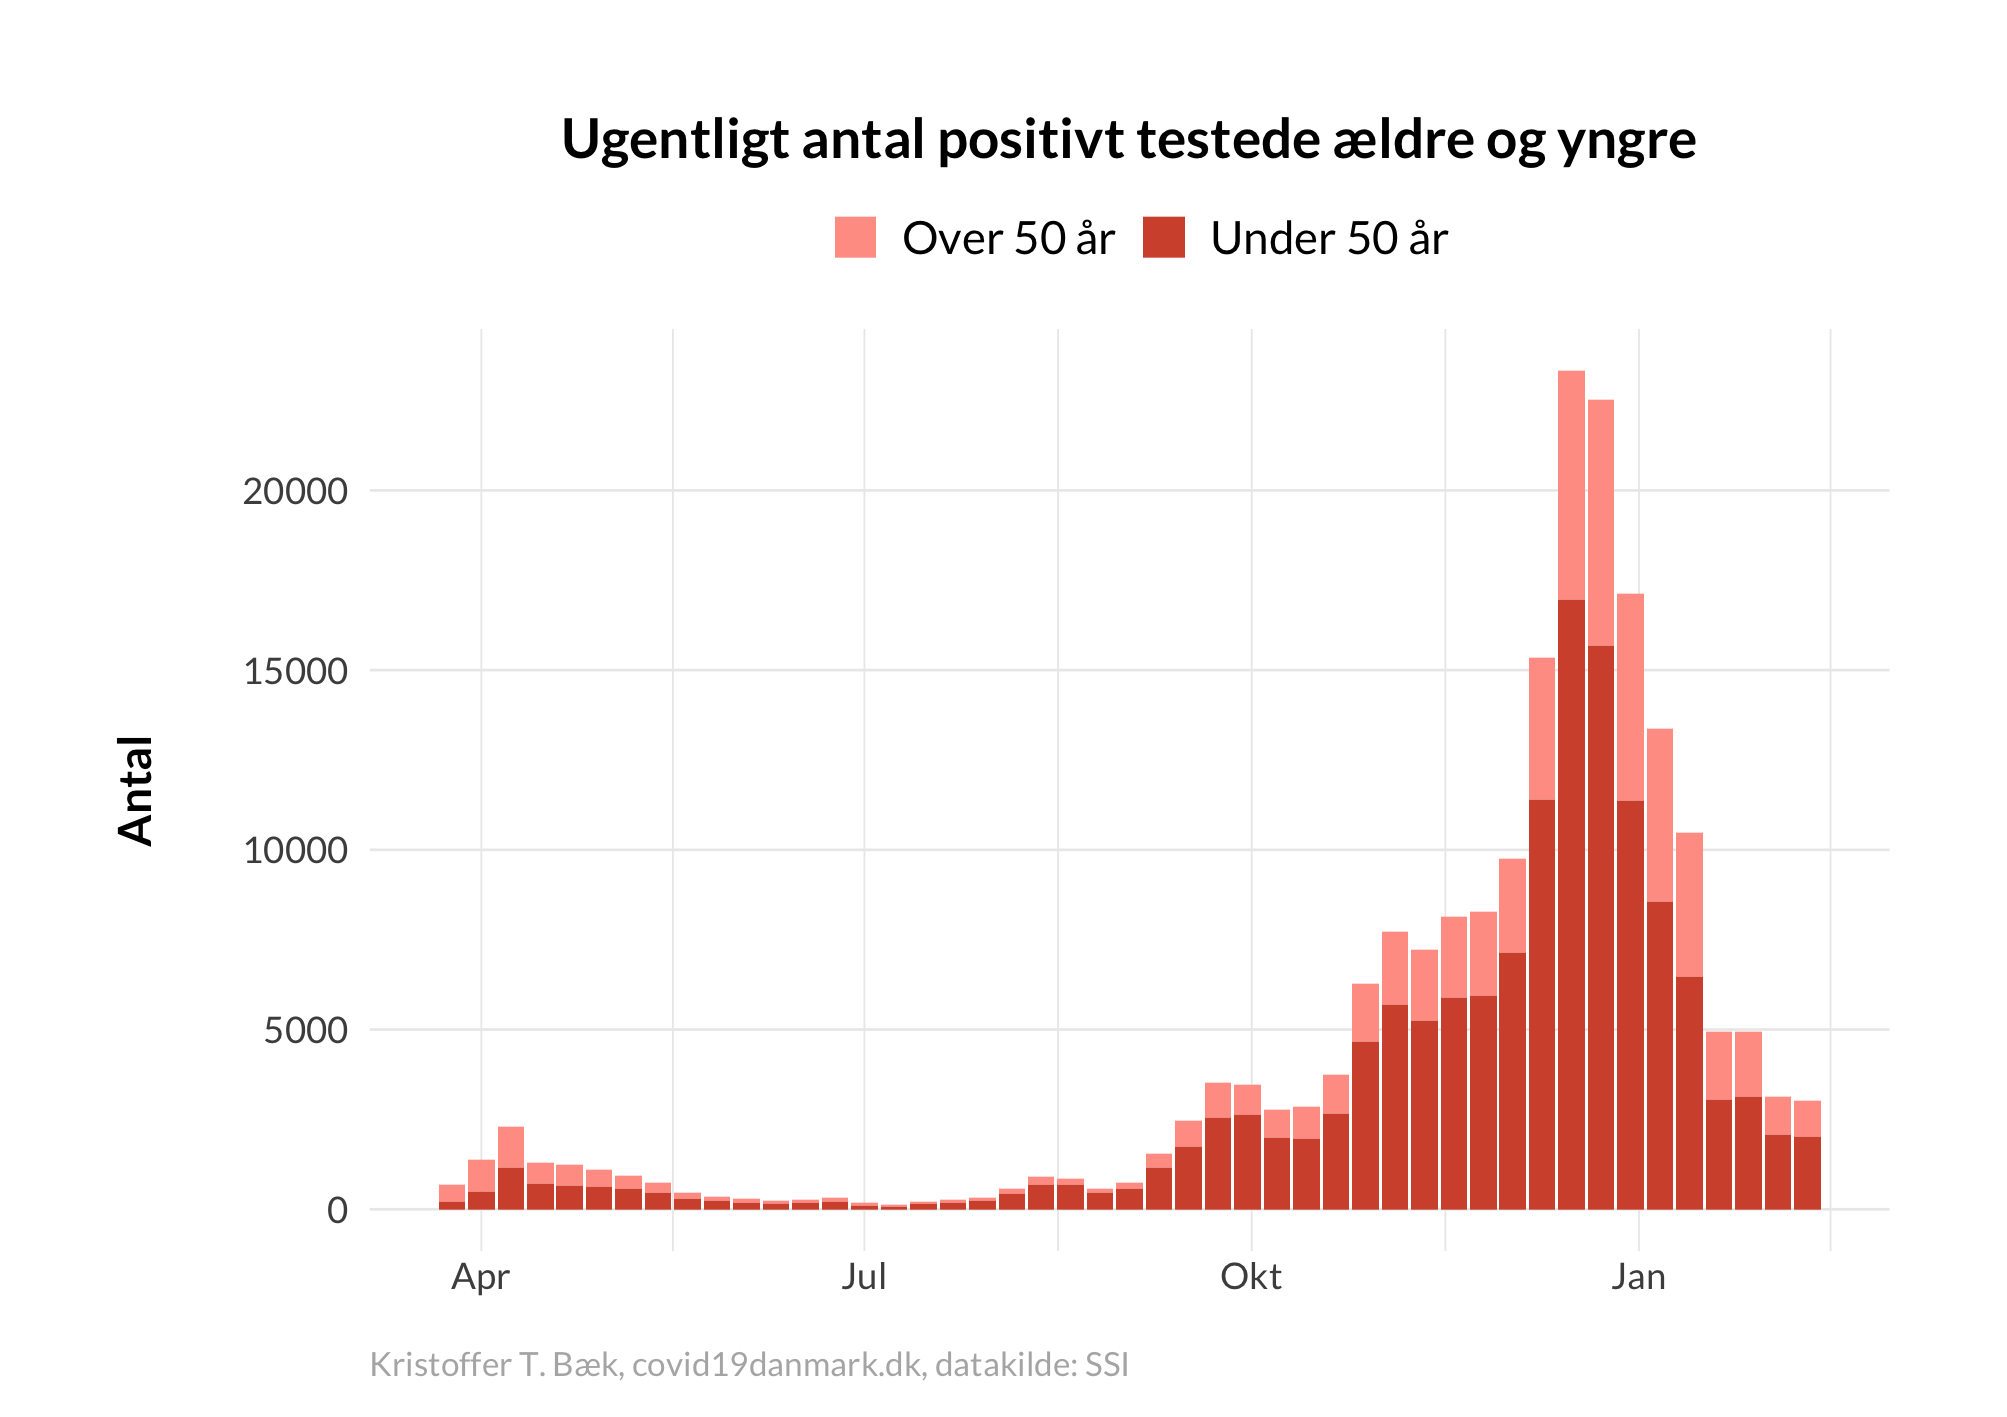 Ugentligt antal positivt testede ældre og yngre
Over 50 år Under 50 år
Antal
20000
15000
10000
5000
0
Apr Jul Okt Jan
Kristoffer T. Bæk, covid19danmark.dk, datakilde: SSI